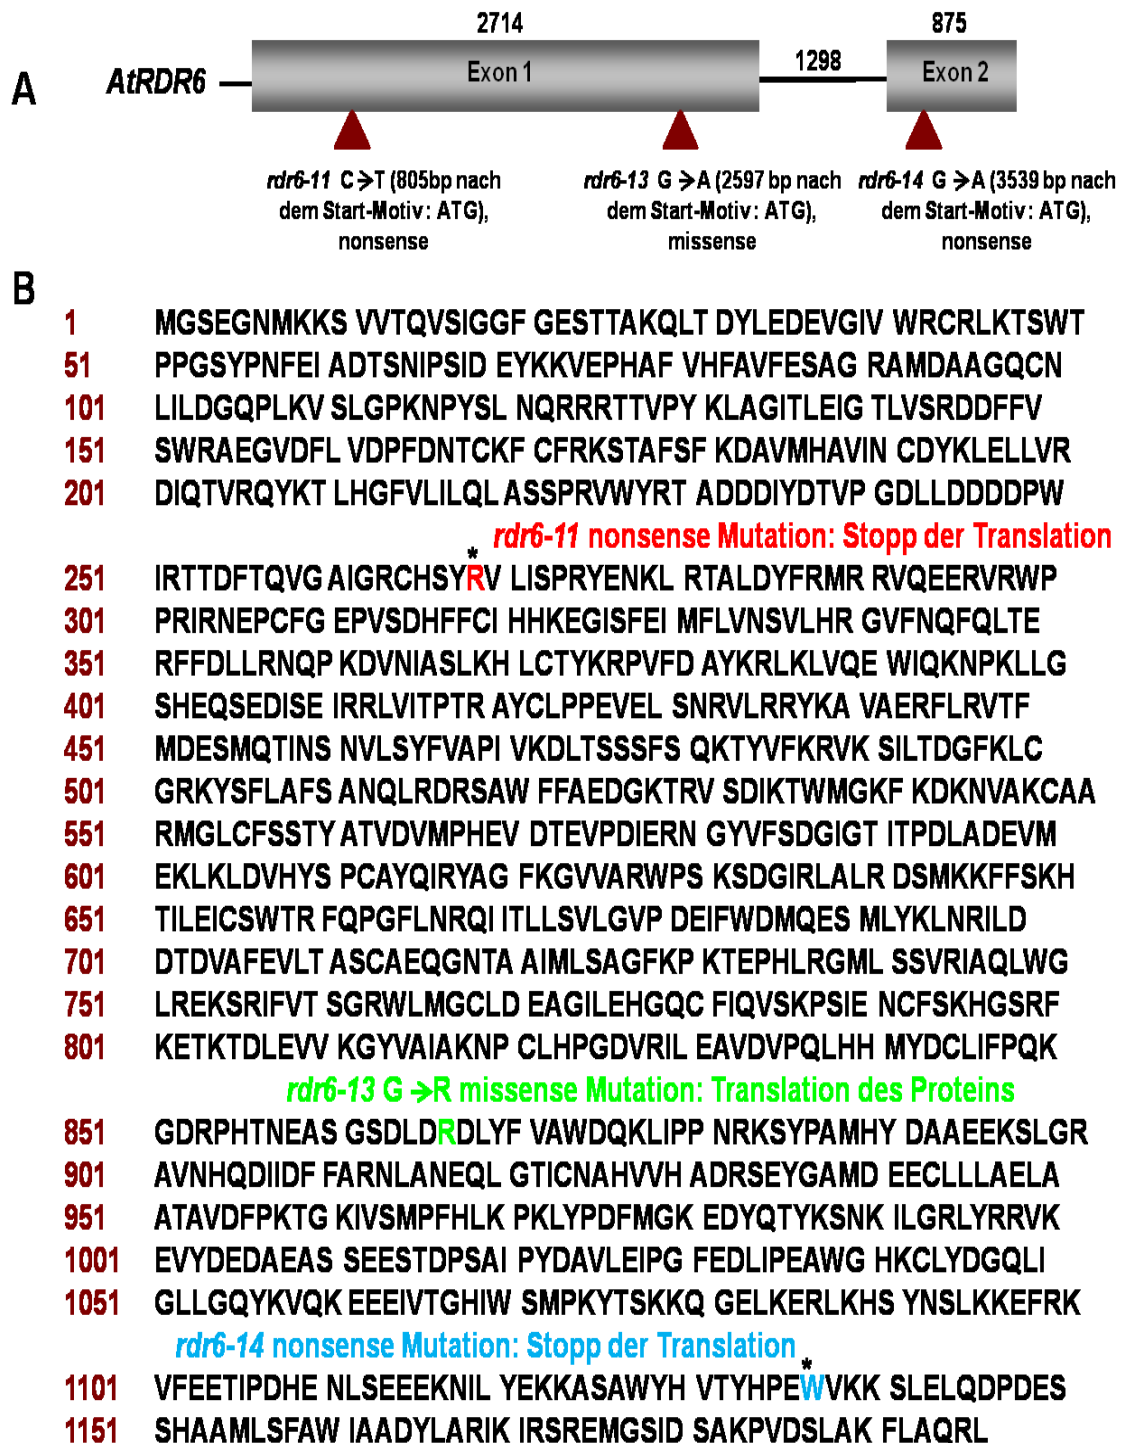 2714
875
A
AtRDR6
Exon 1
1298
Exon 2
rdr6-11 C→T (805bp nach dem Start-Motiv: ATG), nonsense
rdr6-13 G→A (2597 bp nach dem Start-Motiv: ATG), missense
rdr6-14 G→A (3539 bp nach dem Start-Motiv: ATG), nonsense
B
1 MGSEGNMKKS VVTQVSIGGF GESTTAKQLT DYLEDEVGIV WRCRLKTSWT
51 PPGSYPNFEI ADTSNIPSID EYKKVEPHAF VHFAVFESAG RAMDAAGQCN
101 LILDGQPLKV SLGPKNPYSL NQRRRTTVPY KLAGITLEIG TLVSRDDFFV
151 SWRAEGVDFL VDPFDNTCKF CFRKSTAFSF KDAVMHAVIN CDYKLELLVR
201 DIQTVRQYKT LHGFVLILQL ASSPRVWYRT ADDDIYDTVP GDLLDDDDPW
rdr6-11 nonsense Mutation: Stopp der Translation
*
251 IRTTDFTQVG AIGRCHSYRV LISPRYENKL RTALDYFRMR RVQEERVRWP
301 PRIRNEPCFG EPVSDHFFCI HHKEGISFEI MFLVNSVLHR GVFNQFQLTE
351 RFFDLLRNQP KDVNIASLKH LCTYKRPVFD AYKRLKLVQE WIQKNPKLLG
401 SHEQSEDISE IRRLVITPTR AYCLPPEVEL SNRVLRRYKA VAERFLRVTF
451 MDESMQTINS NVLSYFVAPI VKDLTSSSFS QKTYVFKRVK SILTDGFKLC
501 GRKYSFLAFS ANQLRDRSAW FFAEDGKTRV SDIKTWMGKF KDKNVAKCAA
551 RMGLCFSSTY ATVDVMPHEV DTEVPDIERN GYVFSDGIGT ITPDLADEVM
601 EKLKLDVHYS PCAYQIRYAG FKGVVARWPS KSDGIRLALR DSMKKFFSKH
651 TILEICSWTR FQPGFLNRQI ITLLSVLGVP DEIFWDMQES MLYKLNRILD
701 DTDVAFEVLT ASCAEQGNTA AIMLSAGFKP KTEPHLRGML SSVRIAQLWG
751 LREKSRIFVT SGRWLMGCLD EAGILEHGQC FIQVSKPSIE NCFSKHGSRF
801 KETKTDLEVV KGYVAIAKNP CLHPGDVRIL EAVDVPQLHH MYDCLIFPQK
rdr6-13 G→R missense Mutation: Translation des Proteins
851 GDRPHTNEAS GSDLDRDLYF VAWDQKLIPP NRKSYPAMHY DAAEEKSLGR
901 AVNHQDIIDF FARNLANEQL GTICNAHVVH ADRSEYGAMD EECLLLAELA
951 ATAVDFPKTG KIVSMPFHLK PKLYPDFMGK EDYQTYKSNK ILGRLYRRVK
1001 EVYDEDAEAS SEESTDPSAI PYDAVLEIPG FEDLIPEAWG HKCLYDGQLI
1051 GLLGQYKVQK EEEIVTGHIW SMPKYTSKKQ GELKERLKHS YNSLKKEFRK
rdr6-14 nonsense Mutation: Stopp der Translation
*
1101 VFEETIPDHE NLSEEEKNIL YEKKASAWYH VTYHPEWVKK SLELQDPDES
1151 SHAAMLSFAW IAADYLARIK IRSREMGSID SAKPVDSLAK FLAQRL